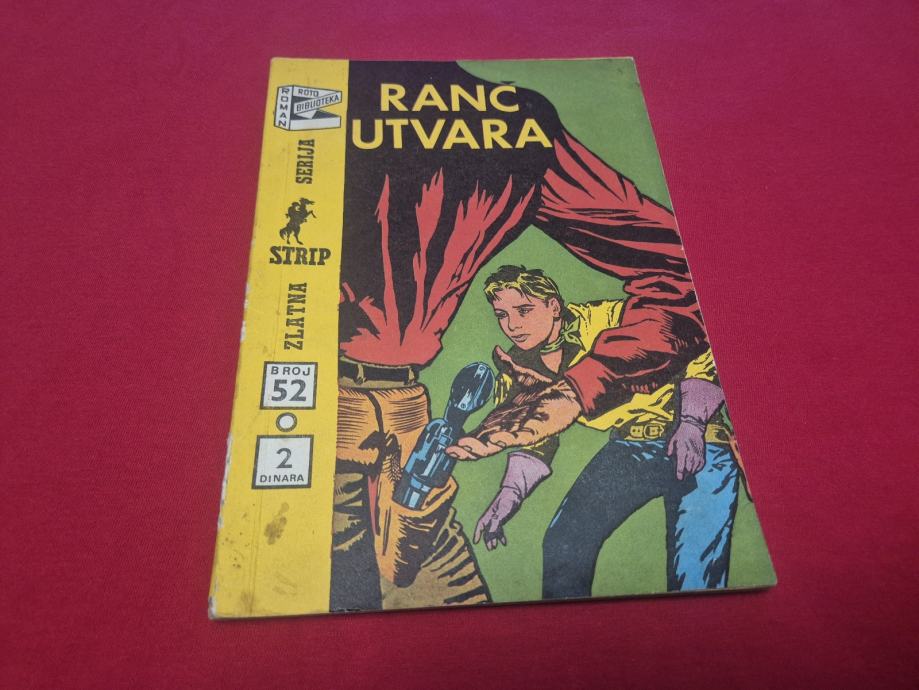 ROMAN
ROTO
BIBLIOTEKA
RANČ
UTVARA
ZLATNA
STRIP
SERIJA
BROJ
52
2
DINARA